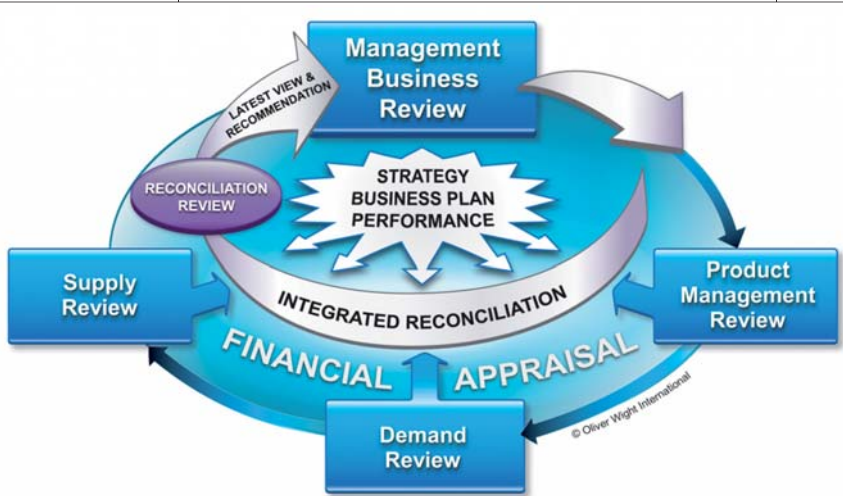 Management
Business
Review
LATEST VIEW &
RECOMMENDATION
RECONCILIATION
REVIEW
STRATEGY
BUSINESS PLAN
PERFORMANCE
Supply
Review
Product
Management
Review
INTEGRATED RECONCILIATION
FINANCIAL APPRAISAL
Demand
Review
© Oliver Wight International